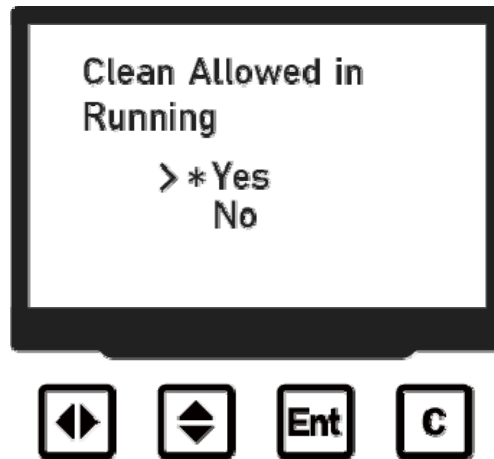 Clean Allowed in
Running
> *Yes
No
Ent
C